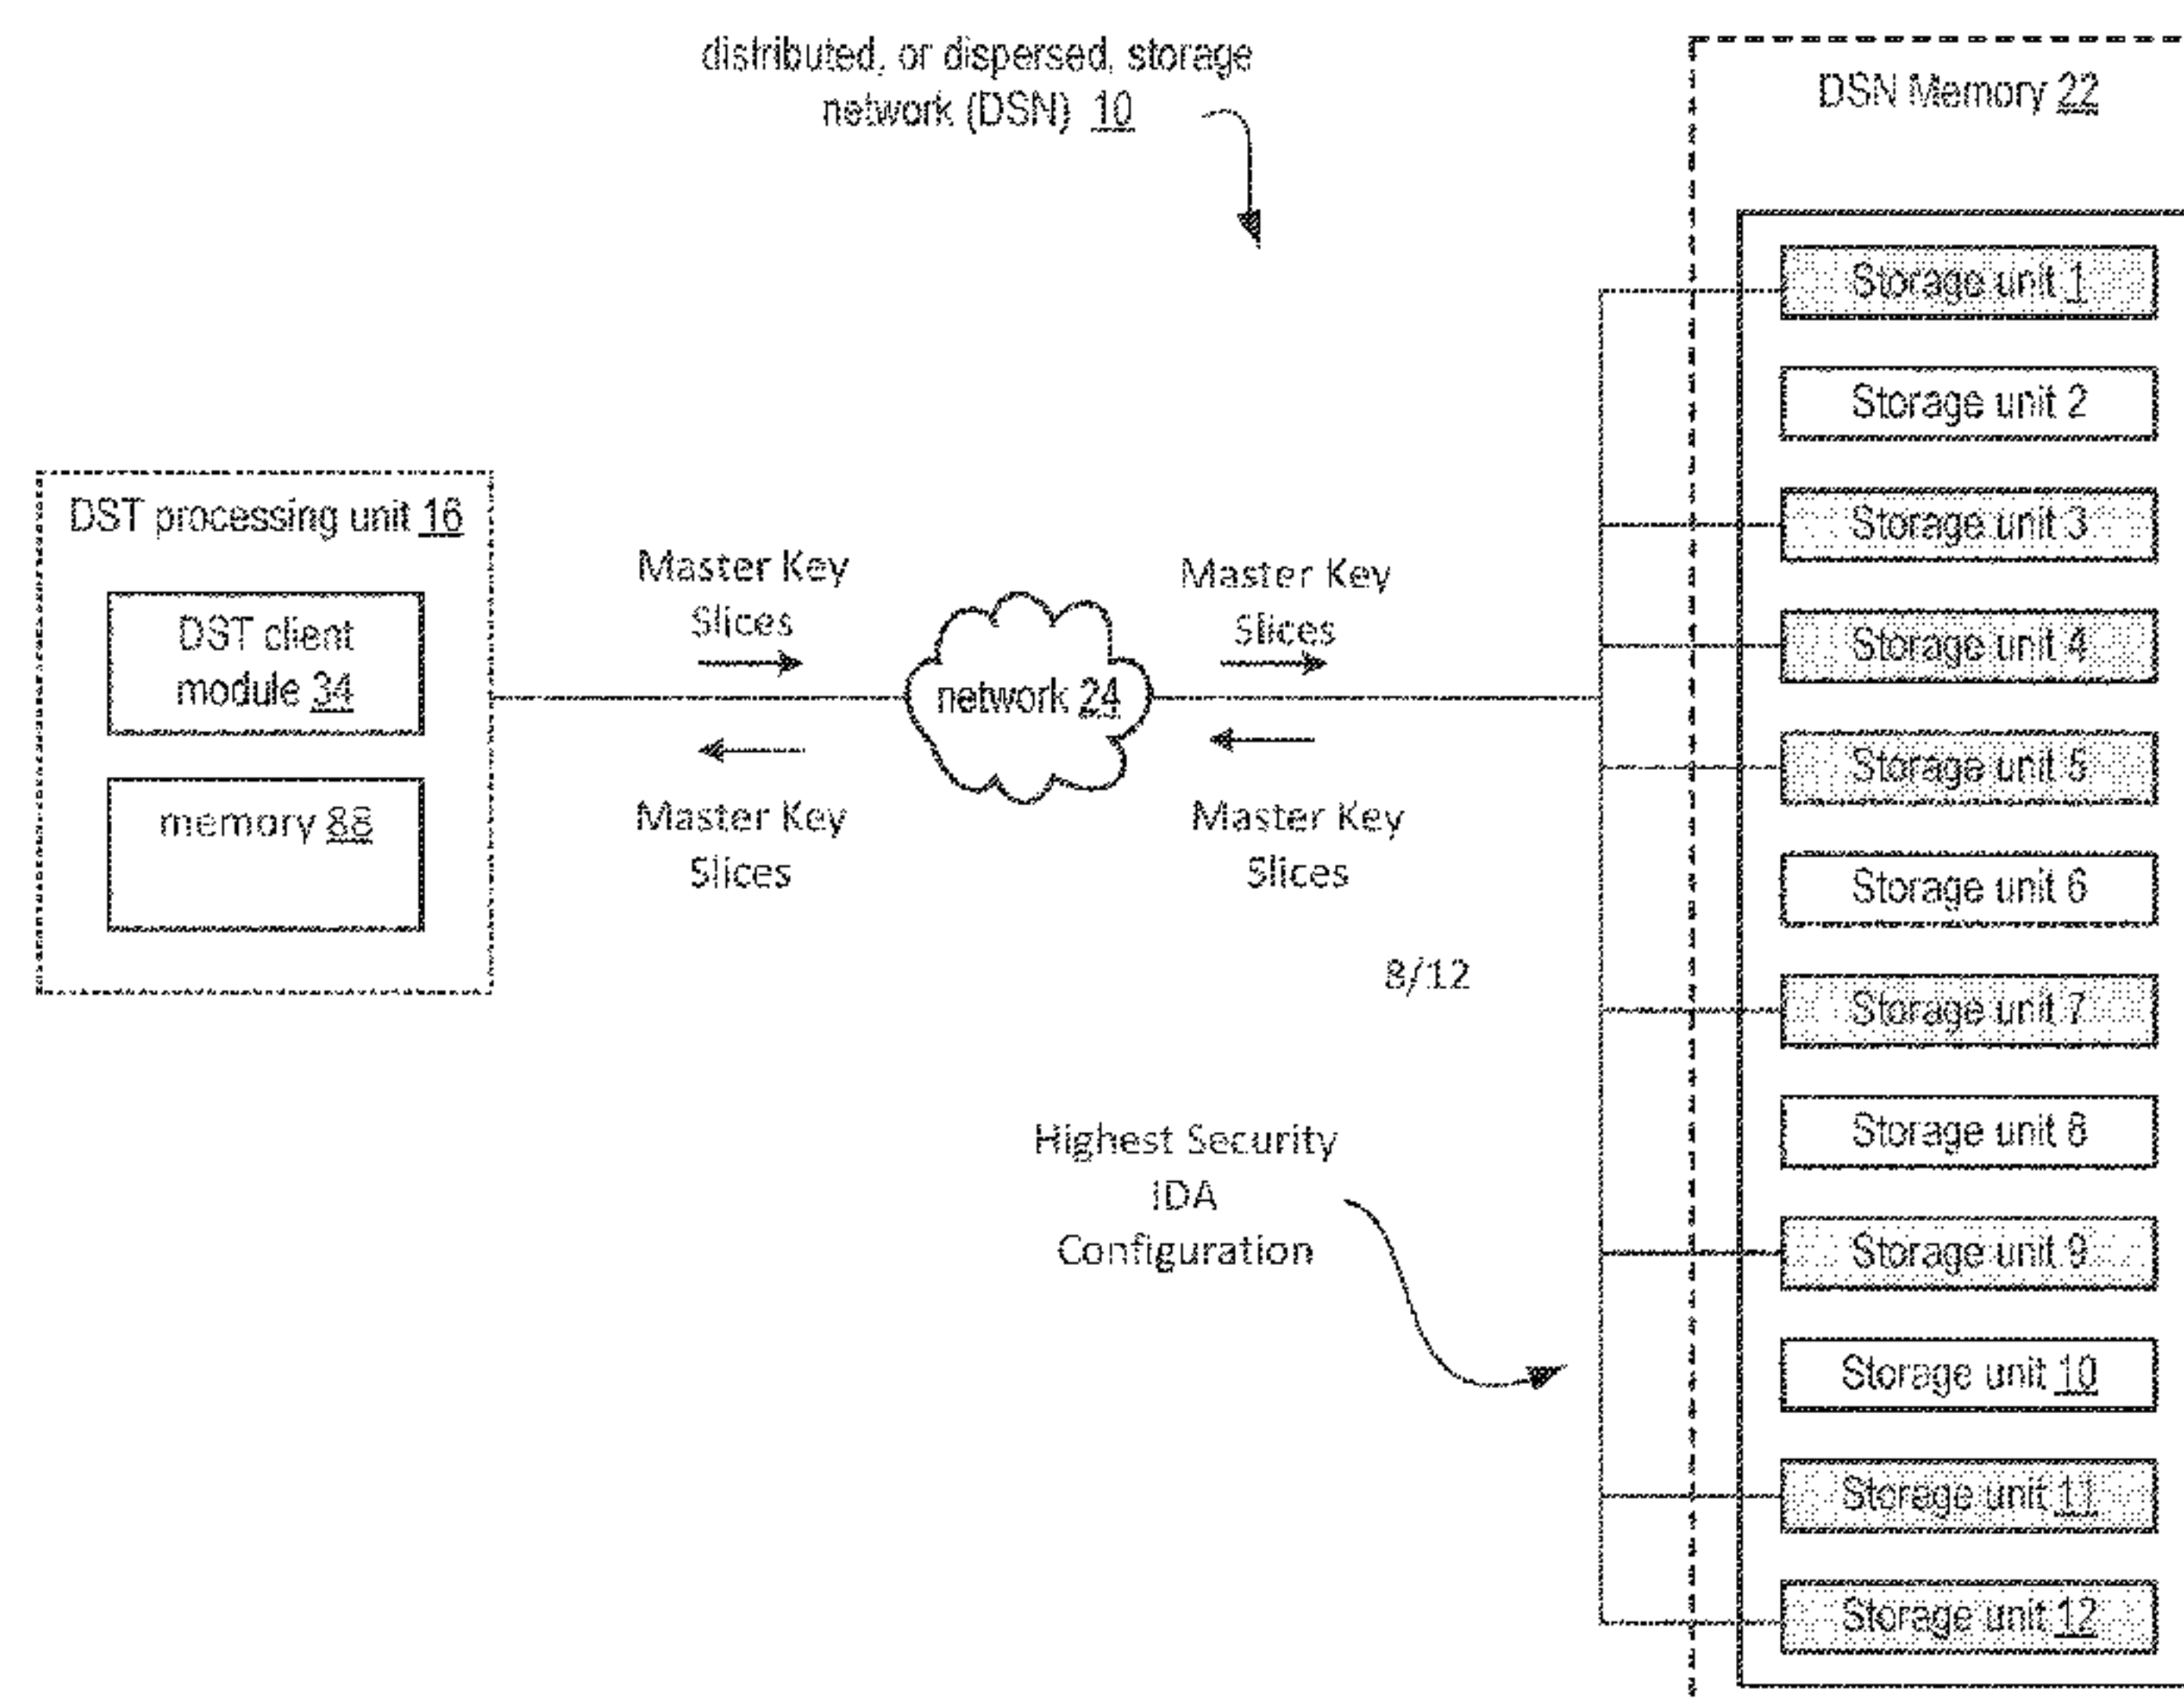 distributed, or dispersed, storage
network (DSN) 10
DSN Memory 22
DST processing unit 16
DST client
module 34
memory 88
Master Key
Slices
Master Key
Slices
network 24
Master Key
Slices
Master Key
Slices
8/12
Highest Security
IDA
Configuration
Storage unit 1
Storage unit 2
Storage unit 3
Storage unit 4
Storage unit 5
Storage unit 6
Storage unit 7
Storage unit 8
Storage unit 9
Storage unit 10
Storage unit 11
Storage unit 12